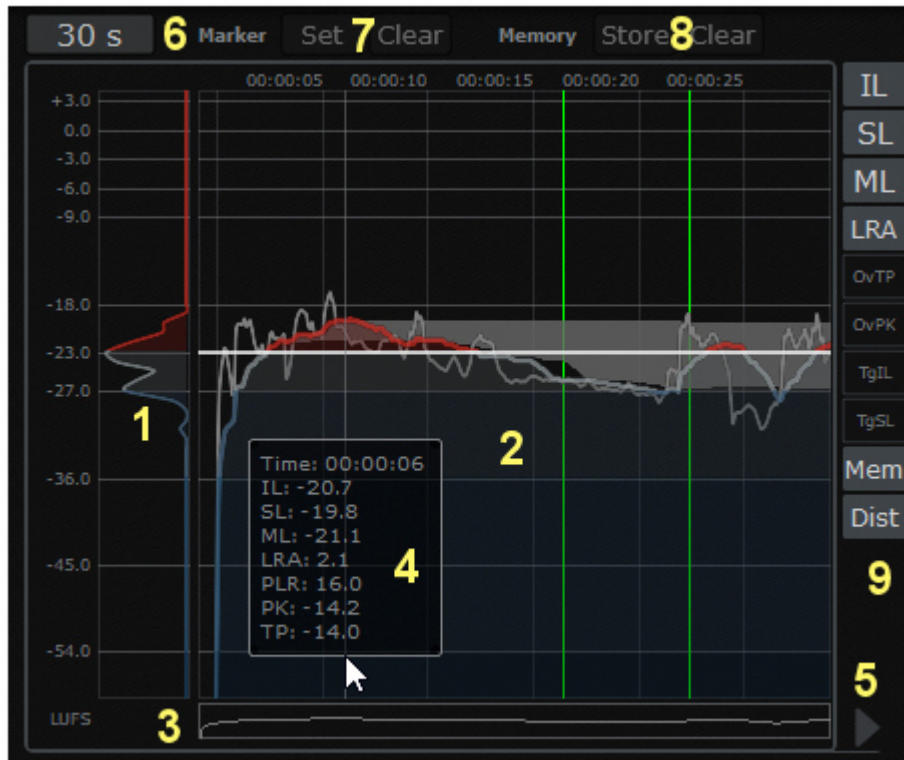 30 s 6 Marker Set 7 Clear Memory Store 8 Clear
00:00:05 00:00:10 00:00:15 00:00:20 00:00:25
+3.0
0.0
-3.0
-6.0
-9.0
-18.0
-23.0
-27.0
-36.0
-45.0
-54.0
LUFS
1
2
3
Time: 00:00:06
IL: -20.7
SL: -19.8
ML: -21.1
LRA: 2.1
PLR: 16.0
PK: -14.2
TP: -14.0
4
IL
SL
ML
LRA
OvTP
OvPK
TgIL
TgSL
Mem
Dist
9
5